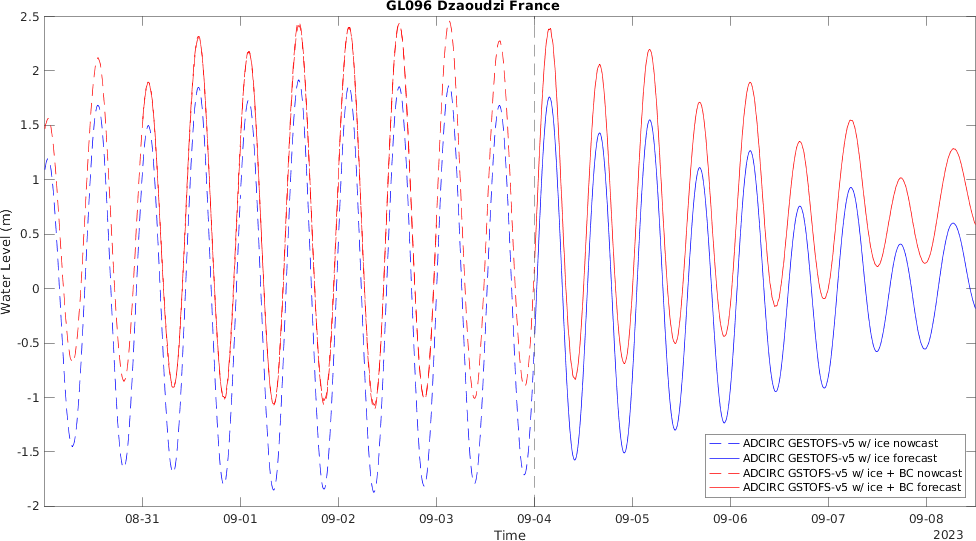 GL096 Dzaoudzi France
2.5
2
1.5
1
0.5
0
-0.5
-1
-1.5
-2
Water Level (m)
ADCIRC GESTOFS-v5 w/ ice nowcast
ADCIRC GESTOFS-v5 w/ ice forecast
ADCIRC GSTOFS-v5 w/ ice + BC nowcast
ADCIRC GSTOFS-v5 w/ ice + BC forecast
08-31 09-01 09-02 09-03 09-04 09-05 09-06 09-07 09-08
Time
2023